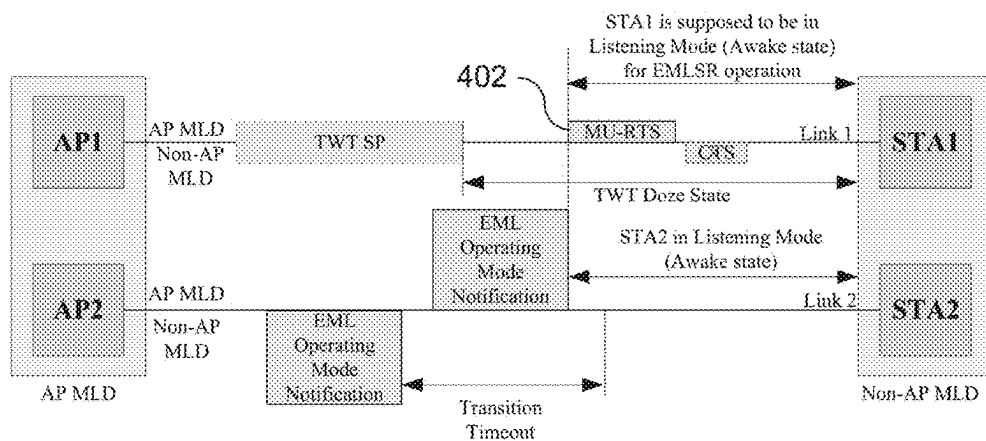 STA1 is supposed to be in
Listening Mode (Awake state)
for EMLSR operation
402
AP1
AP MLD
Non-AP
MLD
TWT SP
MU-RTS
CTS
Link 1
STA1
TWT Doze State
EML
Operating
Mode
Notification
STA2 in Listening Mode
(Awake state)
AP2
AP MLD
Non-AP
MLD
EML
Operating
Mode
Notification
Link 2
STA2
Transition
Timeout
AP MLD
Non-AP MLD